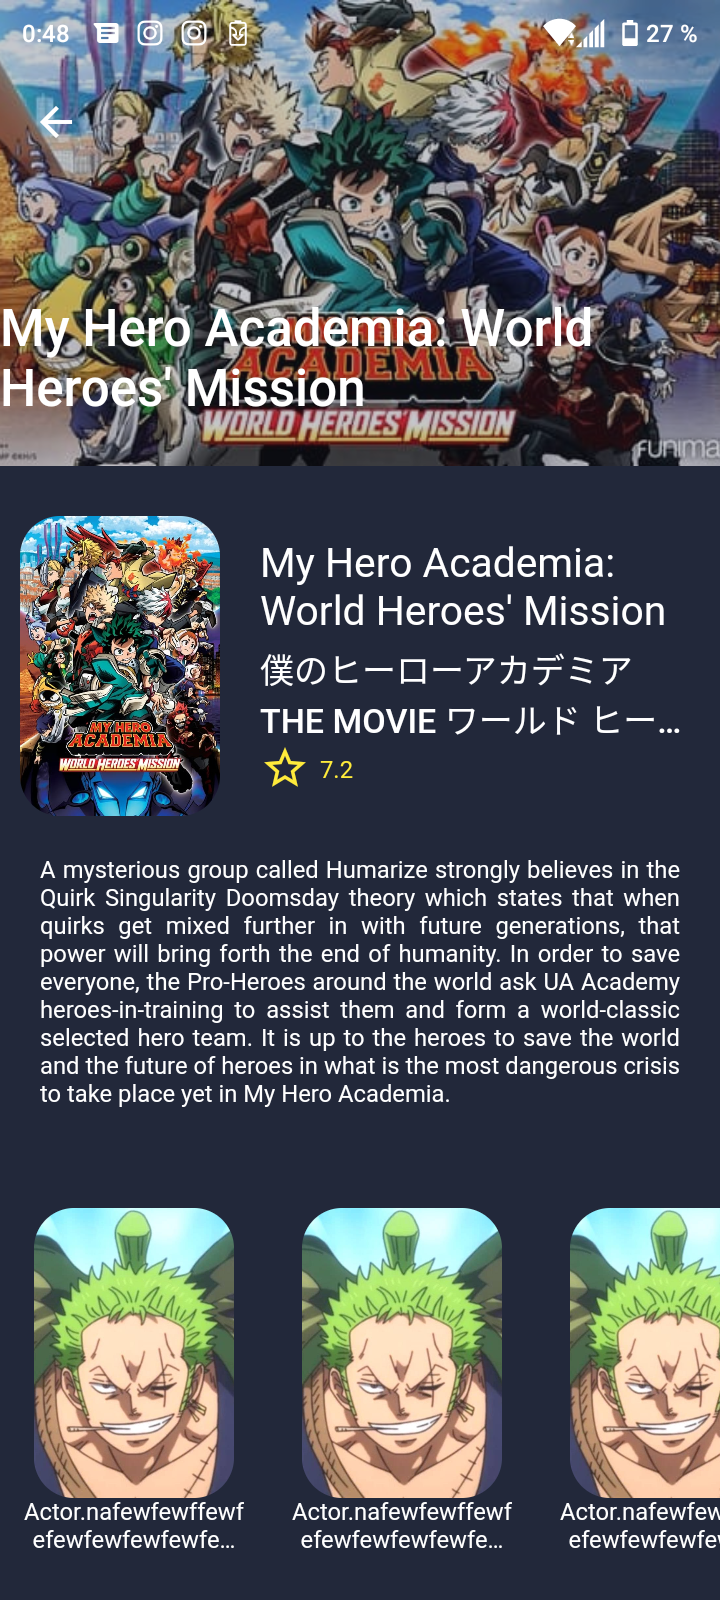 0:48
27 %
My Hero Academia: World
Heroes' Mission
MY HERO
ACADEMIA
WORLD HEROES' MISSION
My Hero Academia:
World Heroes' Mission
僕のヒーローアカデミア
THE MOVIE ワールド ヒー…
7.2
MY HERO
ACADEMIA
WORLD HEROES' MISSION
A mysterious group called Humarize strongly believes in the
Quirk Singularity Doomsday theory which states that when
quirks get mixed further in with future generations, that
power will bring forth the end of humanity. In order to save
everyone, the Pro-Heroes around the world ask UA Academy
heroes-in-training to assist them and form a world-classic
selected hero team. It is up to the heroes to save the world
and the future of heroes in what is the most dangerous crisis
to take place yet in My Hero Academia.
Actor.nafewfewffewf
efewfewfewfewfe…
Actor.nafewfewffewf
efewfewfewfewfe…
Actor.nafewfew
efewfewfew